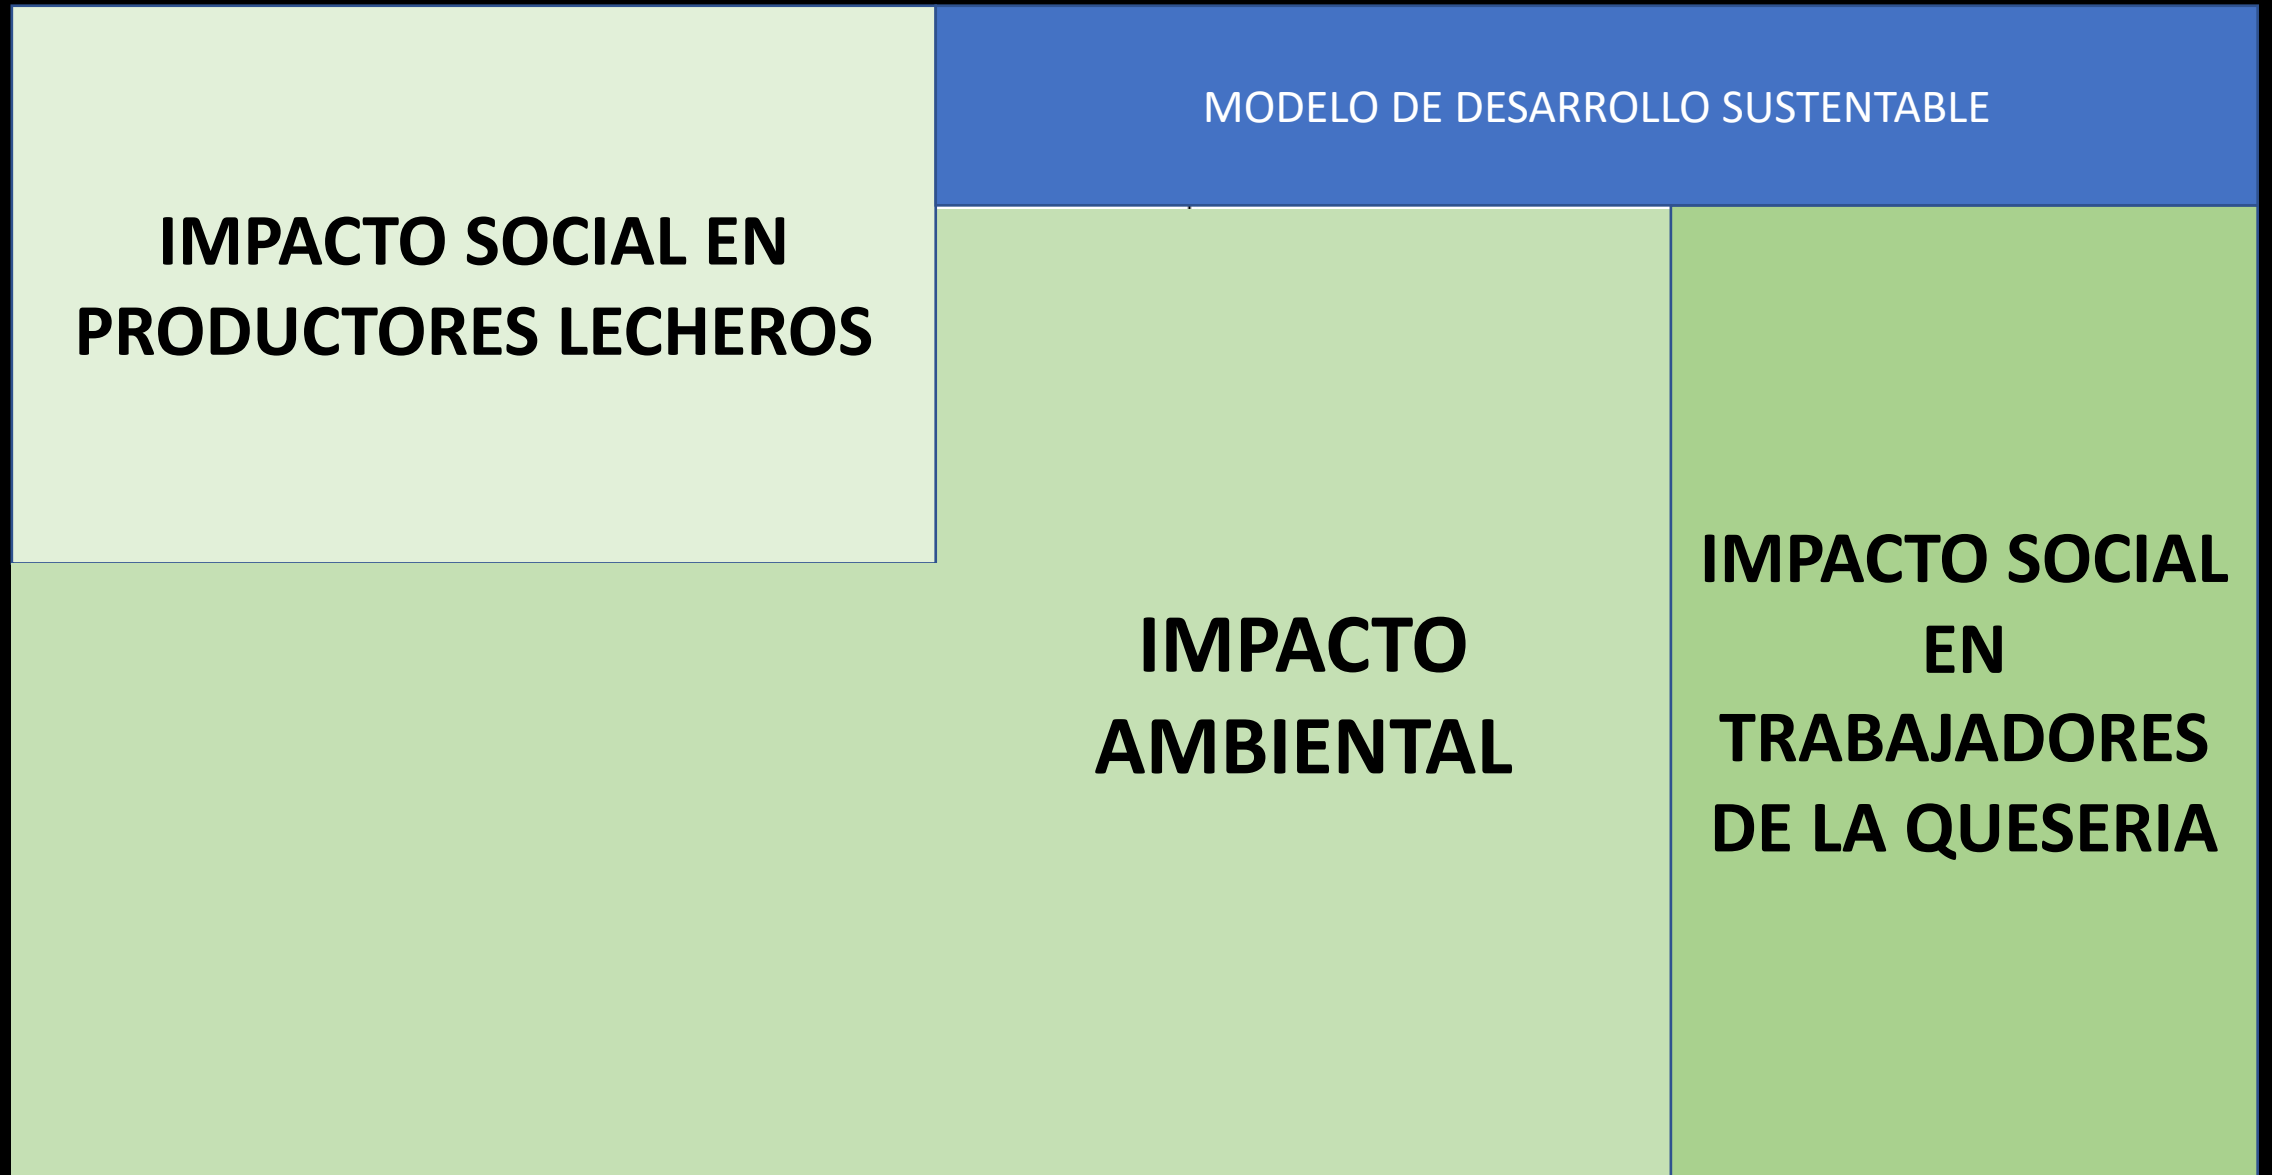 MODELO DE DESARROLLO SUSTENTABLE
IMPACTO SOCIAL EN
PRODUCTORES LECHEROS
IMPACTO
AMBIENTAL
IMPACTO SOCIAL
EN
TRABAJADORES
DE LA QUESERIA